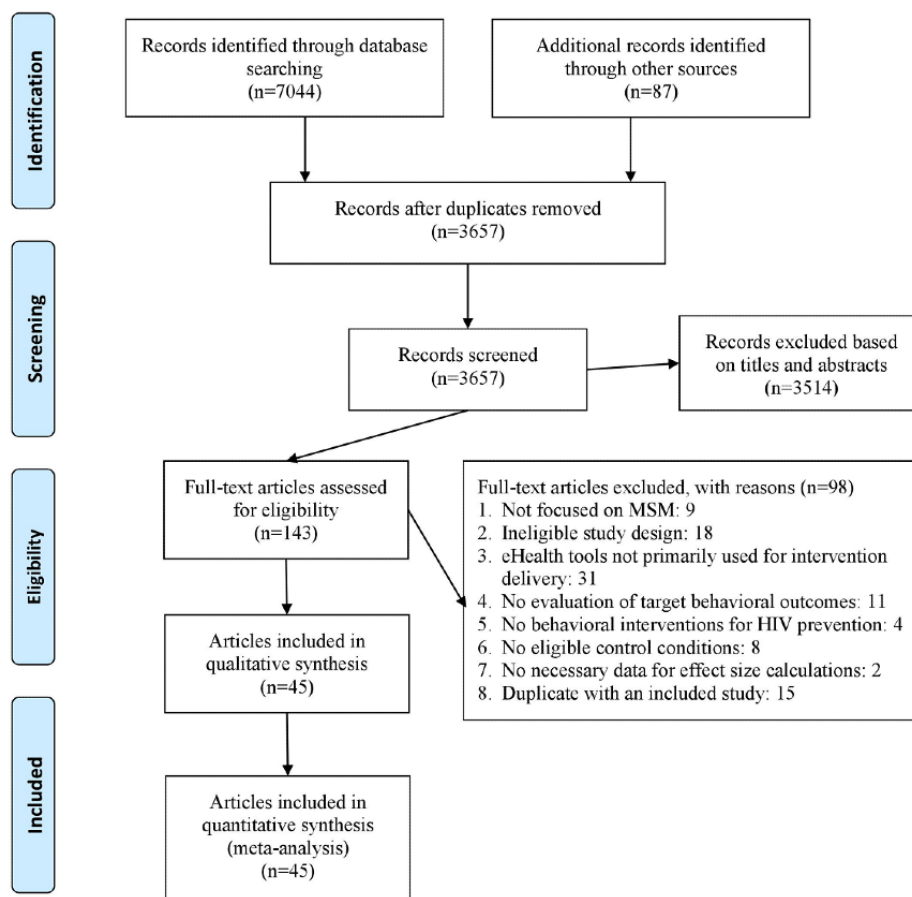 Identification
Records identified through database
searching
(n=7044)
Additional records identified
through other sources
(n=87)
Records after duplicates removed
(n=3657)
Screening
Records screened
(n=3657)
Records excluded based
on titles and abstracts
(n=3514)
Eligibility
Full-text articles assessed
for eligibility
(n=143)
Full-text articles excluded, with reasons (n=98)
1. Not focused on MSM: 9
2. Ineligible study design: 18
3. eHealth tools not primarily used for intervention
delivery: 31
4. No evaluation of target behavioral outcomes: 11
5. No behavioral interventions for HIV prevention: 4
6. No eligible control conditions: 8
7. No necessary data for effect size calculations: 2
8. Duplicate with an included study: 15
Articles included in
qualitative synthesis
(n=45)
Included
Articles included in
quantitative synthesis
(meta-analysis)
(n=45)